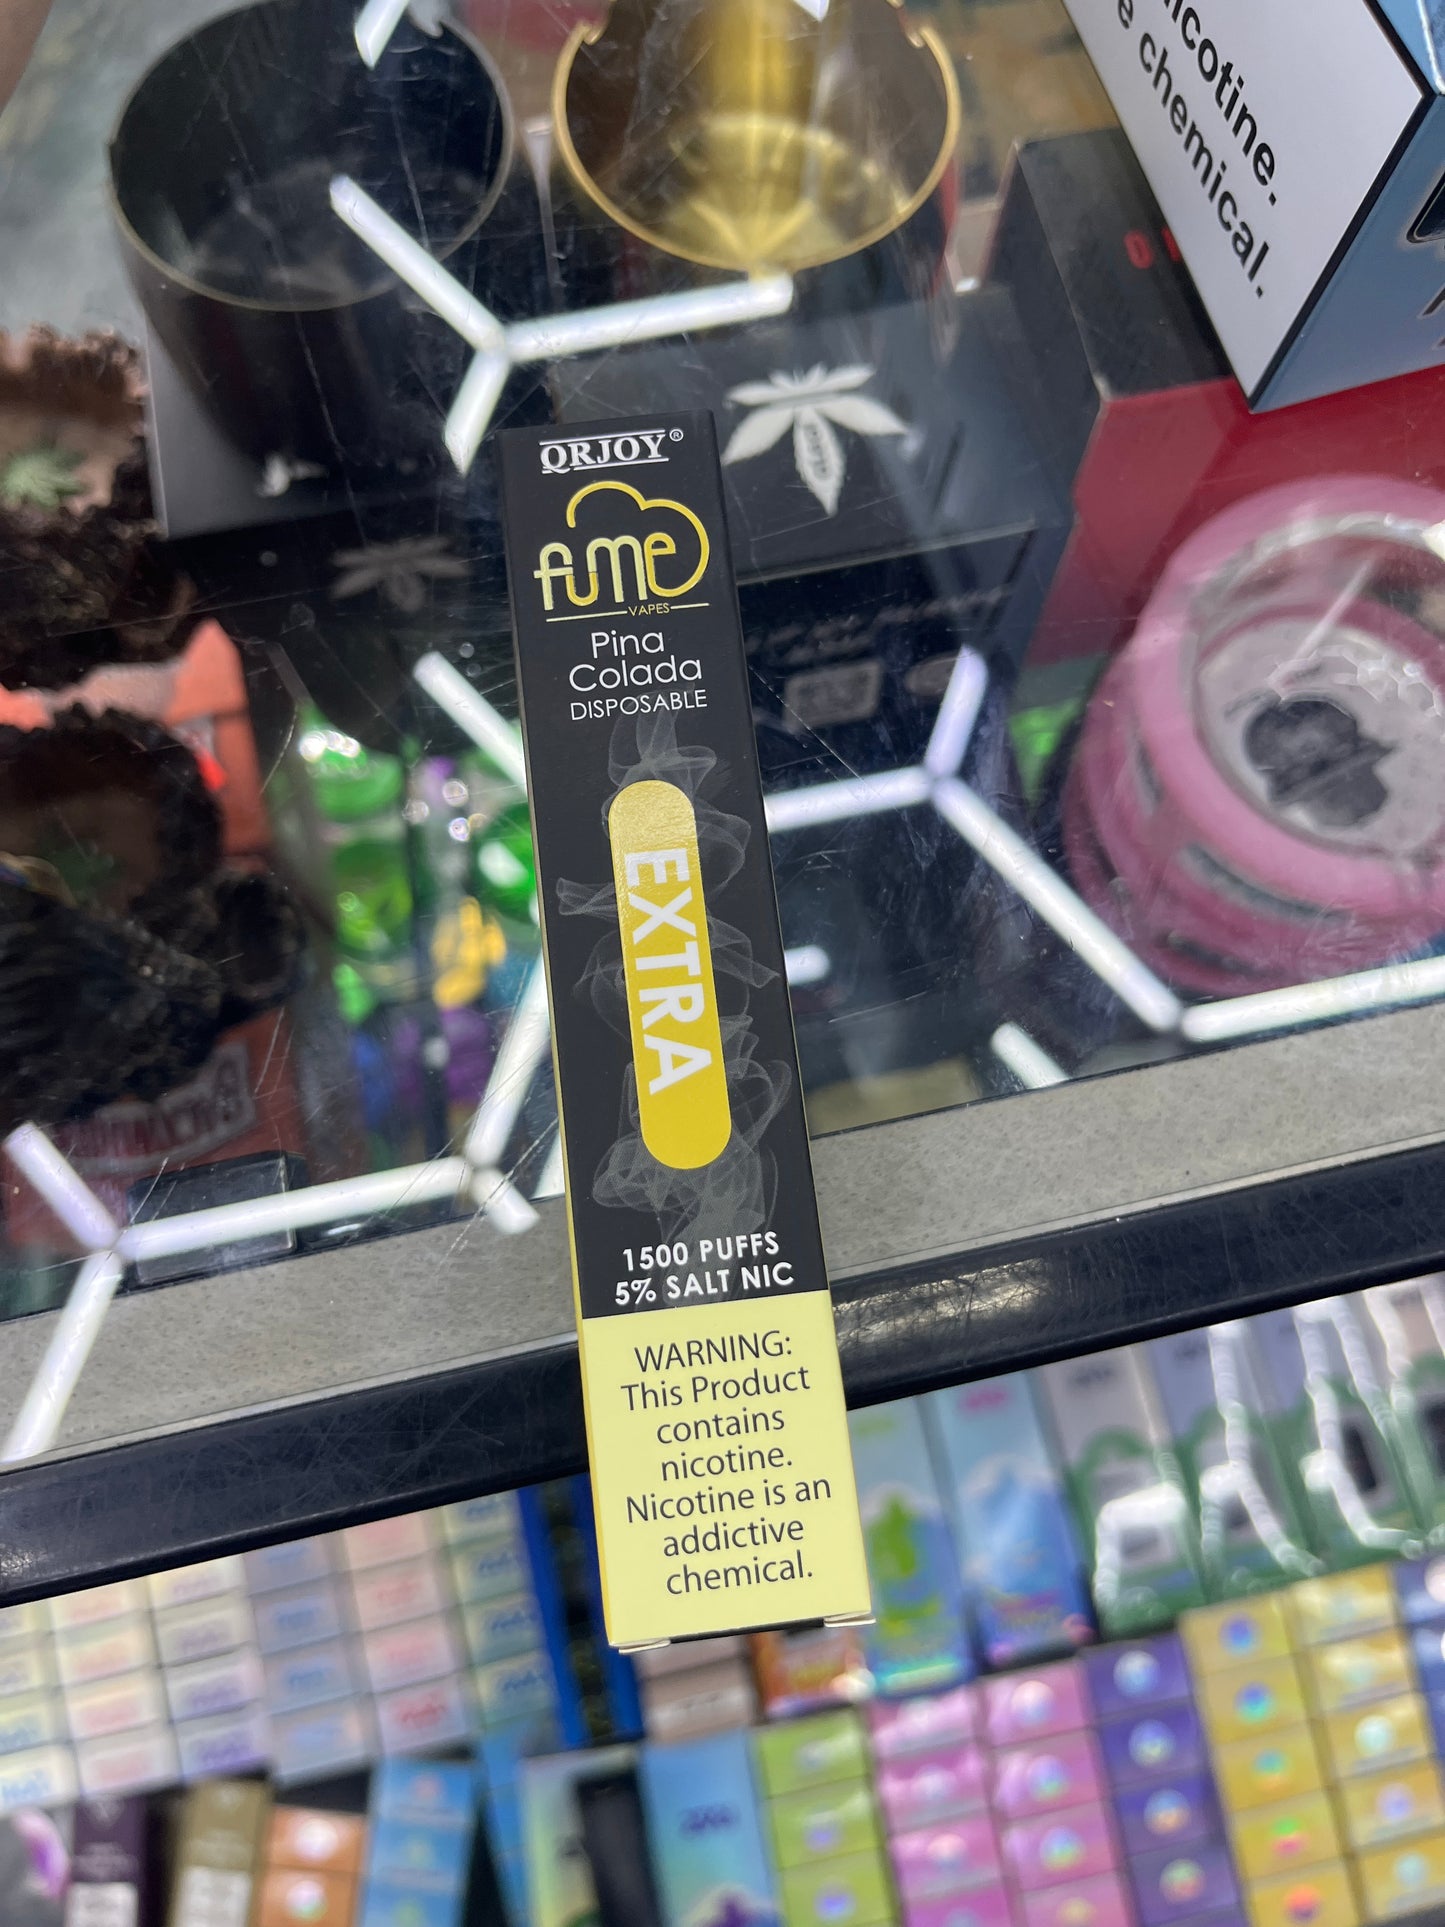 icotine.
e chemical.
QRJOY®
fume
VAPES
Pina
Colada
DISPOSABLE
EXTRA
1500 PUFFS
5% SALT NIC
WARNING:
This Product
contains
nicotine.
Nicotine is an
addictive
chemical.